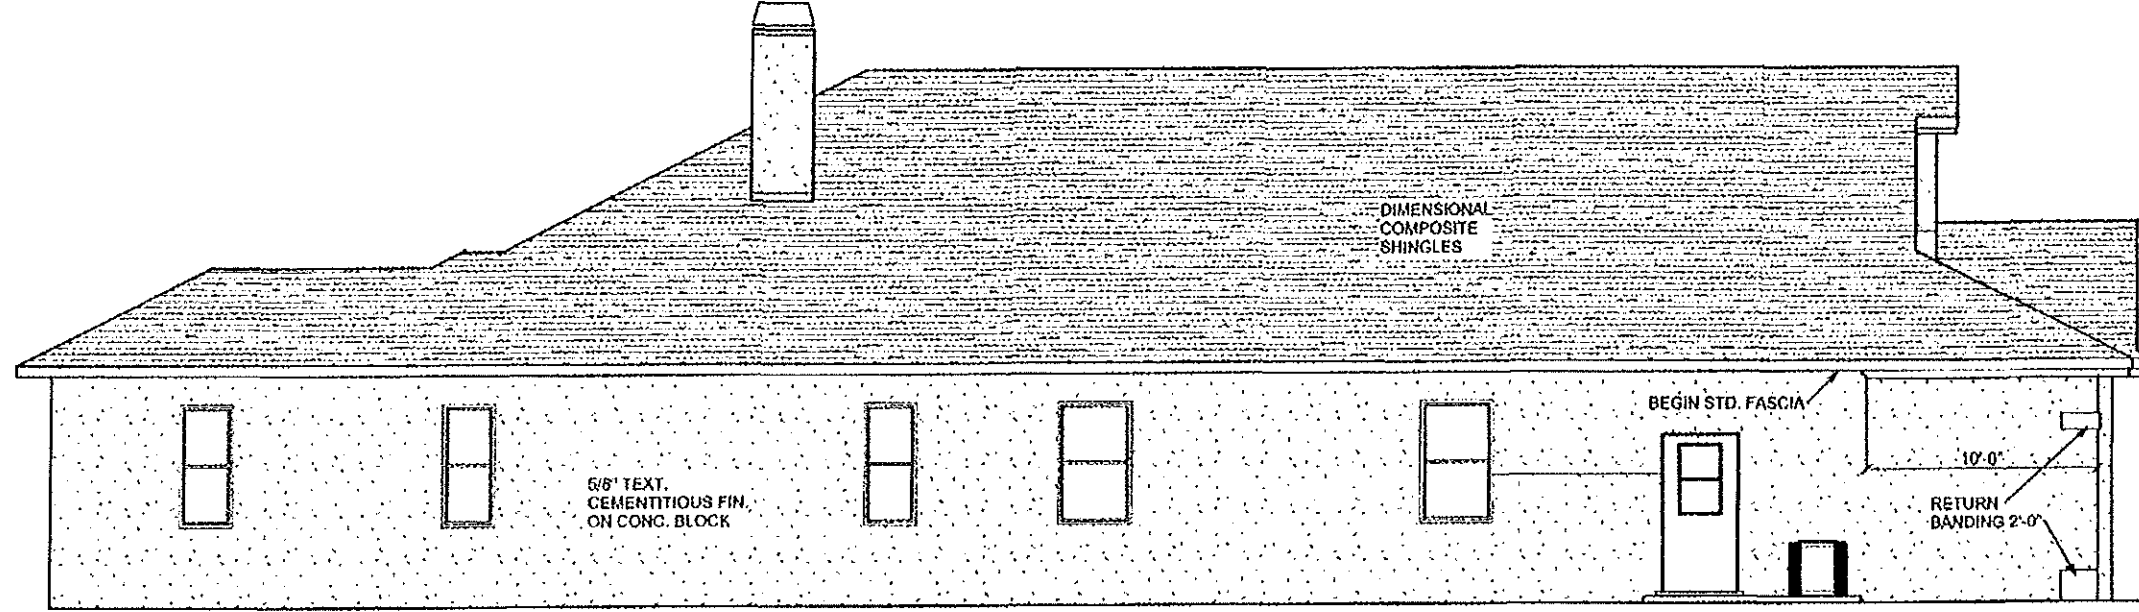 DIMENSIONAL
COMPOSITE
SHINGLES
BEGIN STD. FASCIA
10'-0"
5/8" TEXT.
CEMENTITIOUS FIN.
ON CONC. BLOCK
RETURN
BANDING 2'-0"